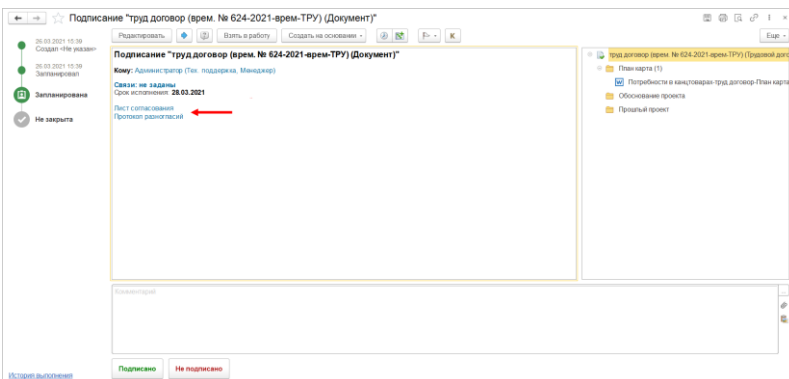 Подписание "труд договор (врем. № 624-2021-врем-ТРУ) (Документ)"
26.03.2021 15:39
Создал <Не указан>
26.03.2021 15:39
Запланировал
Запланирована
Не закрыта
Редактировать Взять в работу Создать на основании К Еще
Подписание "труд договор (врем. № 624-2021-врем-ТРУ) (Документ)"
Кому: Администратор (Тех. поддержка, Менеджер)
Связи: не заданы
Срок исполнения: 28.03.2021
Лист согласования
Протокол разногласий
труд договор (врем. № 624-2021-врем-ТРУ) (Трудовой дого
План карта (1)
Потребности в канцтоварах-труд договор-План карта
Обоснование проекта
Прошлый проект
Комментарий
Подписано Не подписано
История выполнения